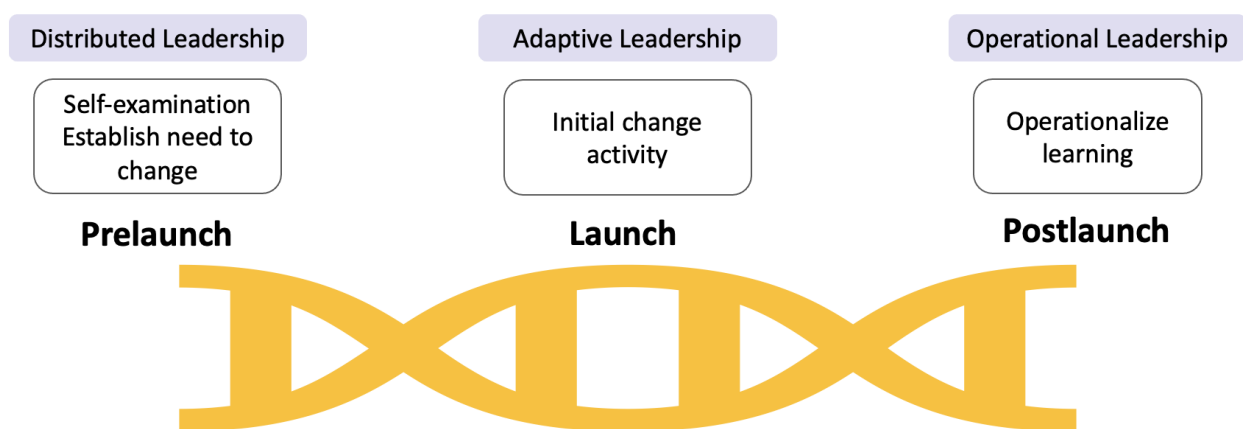 Distributed Leadership
Adaptive Leadership
Operational Leadership
Self-examination
Establish need to
change
Initial change
activity
Operationalize
learning
Prelaunch
Launch
Postlaunch